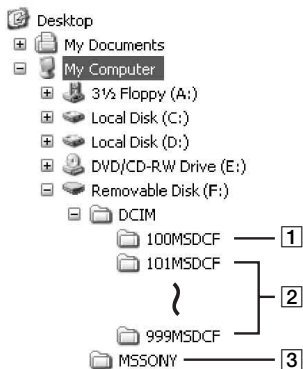 Desktop
My Documents
My Computer
3½ Floppy (A:)
Local Disk (C:)
Local Disk (D:)
DVD/CD-RW Drive (E:)
Removable Disk (F:)
DCIM
100MSDCF 1
101MSDCF
2
999MSDCF
MSSONY 3